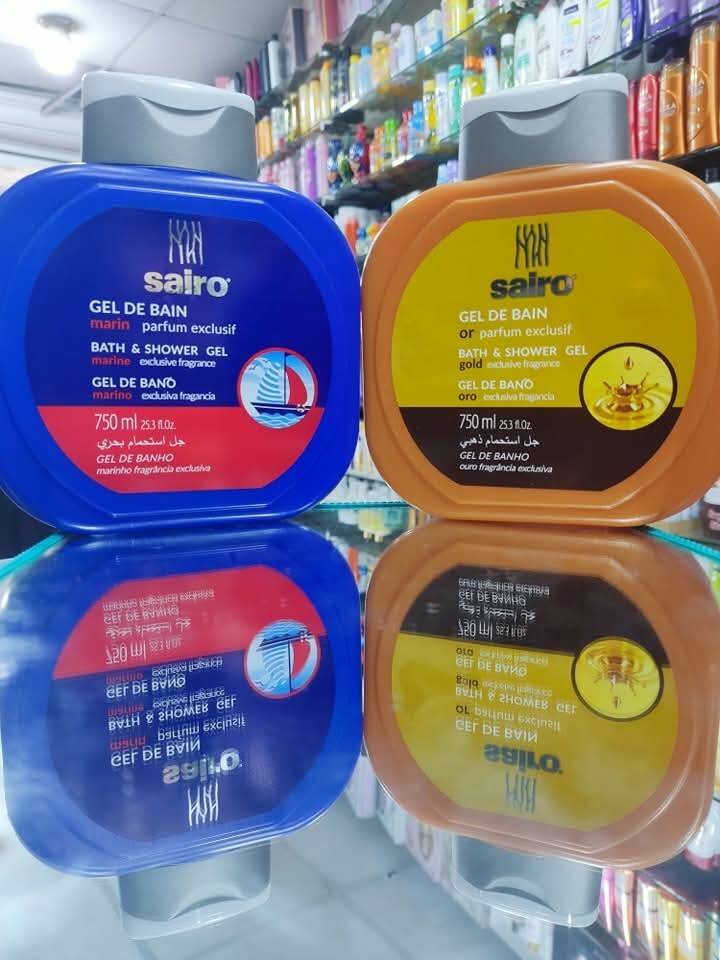 sairo
GEL DE BAIN
marin parfum exclusif
BATH & SHOWER GEL
marine exclusive fragrance
GEL DE BAÑO
marino exclusiva fragancia
750 ml 25.3 fl.Oz.
جل استحمام بحري
GEL DE BANHO
marinho fragrância exclusiva
sairo
GEL DE BAIN
or parfum exclusif
BATH & SHOWER GEL
gold exclusive fragrance
GEL DE BAÑO
oro exclusiva fragancia
750 ml 25.3 fl.Oz.
جل استحمام ذهبي
GEL DE BANHO
ouro fragrância exclusiva